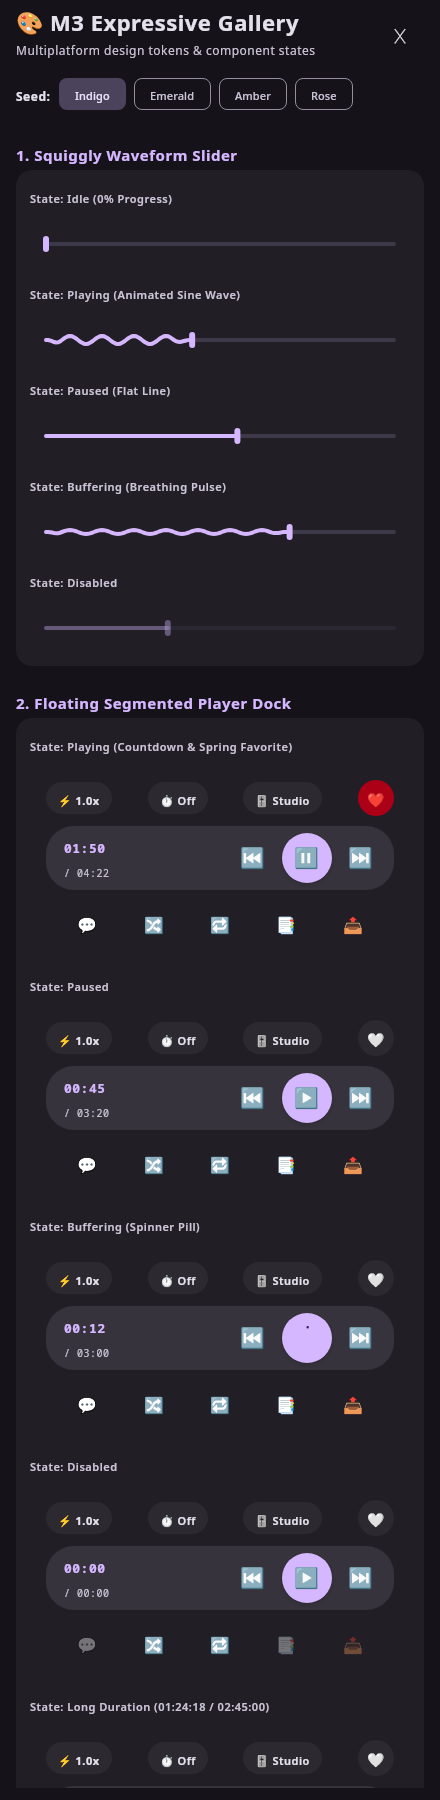 🎨 M3 Expressive Gallery
Multiplatform design tokens & component states
X
Seed: Indigo Emerald Amber Rose
1. Squiggly Waveform Slider
State: Idle (0% Progress)
State: Playing (Animated Sine Wave)
State: Paused (Flat Line)
State: Buffering (Breathing Pulse)
State: Disabled
2. Floating Segmented Player Dock
State: Playing (Countdown & Spring Favorite)
⚡ 1.0x ⏱️ Off 🎚️ Studio ❤️
01:50
/ 04:22
State: Paused
⚡ 1.0x ⏱️ Off 🎚️ Studio 🤍
00:45
/ 03:20
State: Buffering (Spinner Pill)
⚡ 1.0x ⏱️ Off 🎚️ Studio 🤍
00:12
/ 03:00
State: Disabled
⚡ 1.0x ⏱️ Off 🎚️ Studio 🤍
00:00
/ 00:00
State: Long Duration (01:24:18 / 02:45:00)
⚡ 1.0x ⏱️ Off 🎚️ Studio 🤍